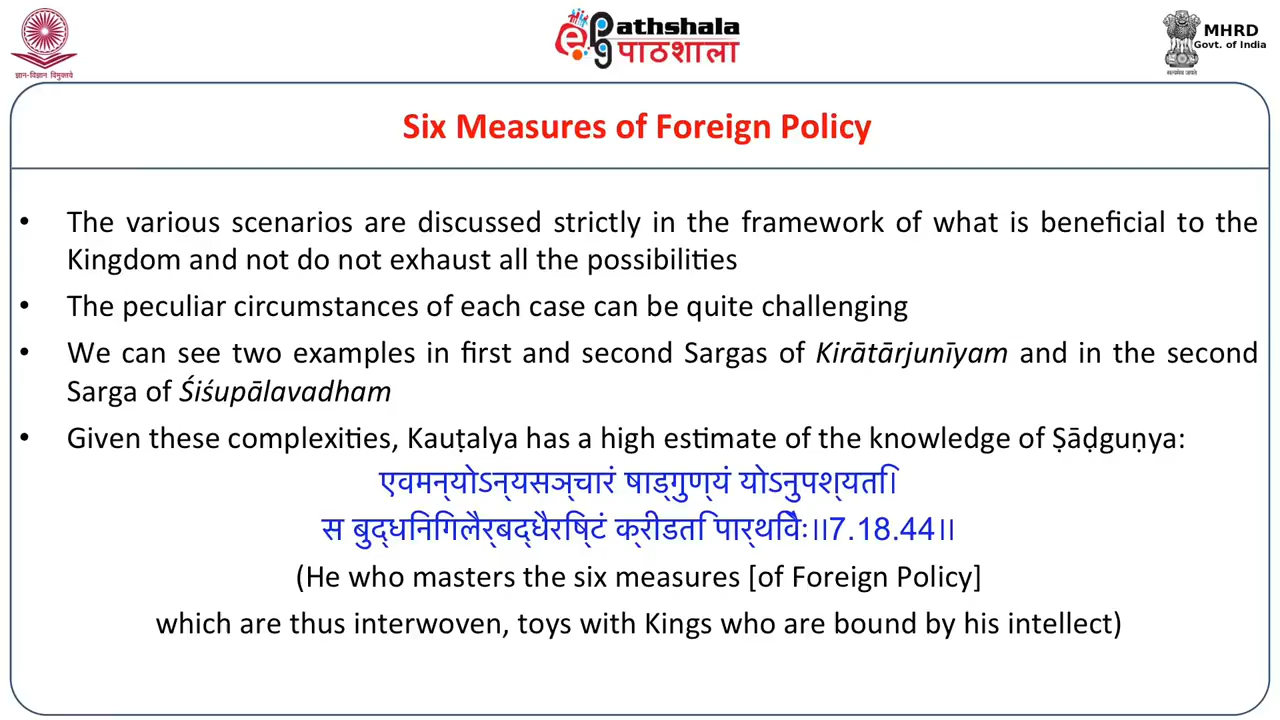 ज्ञान-विज्ञान विमुक्तये
Pathshala
पाठशाला
MHRD
Govt. of India
सत्यमेव जयते
Six Measures of Foreign Policy
• The various scenarios are discussed strictly in the framework of what is beneficial to the
Kingdom and not do not exhaust all the possibilities
• The peculiar circumstances of each case can be quite challenging
• We can see two examples in first and second Sargas of Kirātārjunīyam and in the second
Sarga of Śiśupālavadham
• Given these complexities, Kauṭalya has a high estimate of the knowledge of Ṣāḍguṇya:
एवमन्योऽन्यसञ्चारं षाड्गुण्यं योऽनुपश्यति।
स बुद्धिनिगिलैर्बद्धैरिष्टं क्रीडति पार्थिवैः।।7.18.44।।
(He who masters the six measures [of Foreign Policy]
which are thus interwoven, toys with Kings who are bound by his intellect)